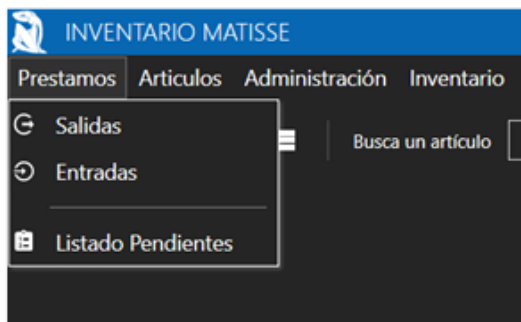 INVENTARIO MATISSE
Prestamos Articulos Administración Inventario
Salidas
Busca un artículo
Entradas
Listado Pendientes